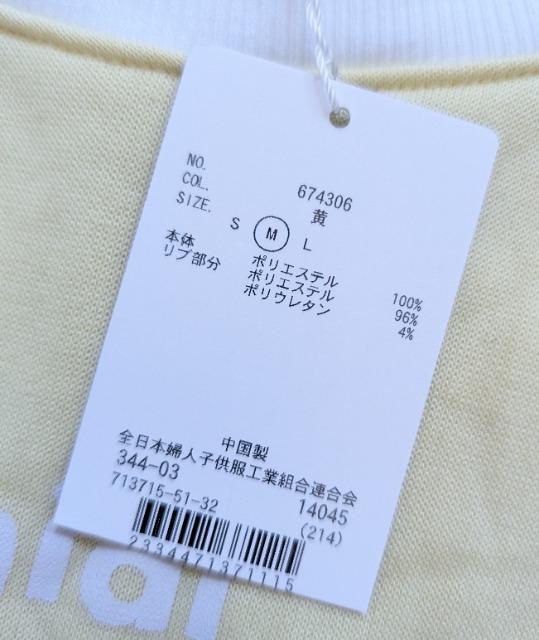 NO. 674306
COL. 黄
SIZE. S M L
本体 ポリエステル 100%
リブ部分 ポリエステル 96%
ポリウレタン 4%
中国製
全日本婦人子供服工業組合連合会
344-03 14045
713715-51-32 (214)
2334471371115